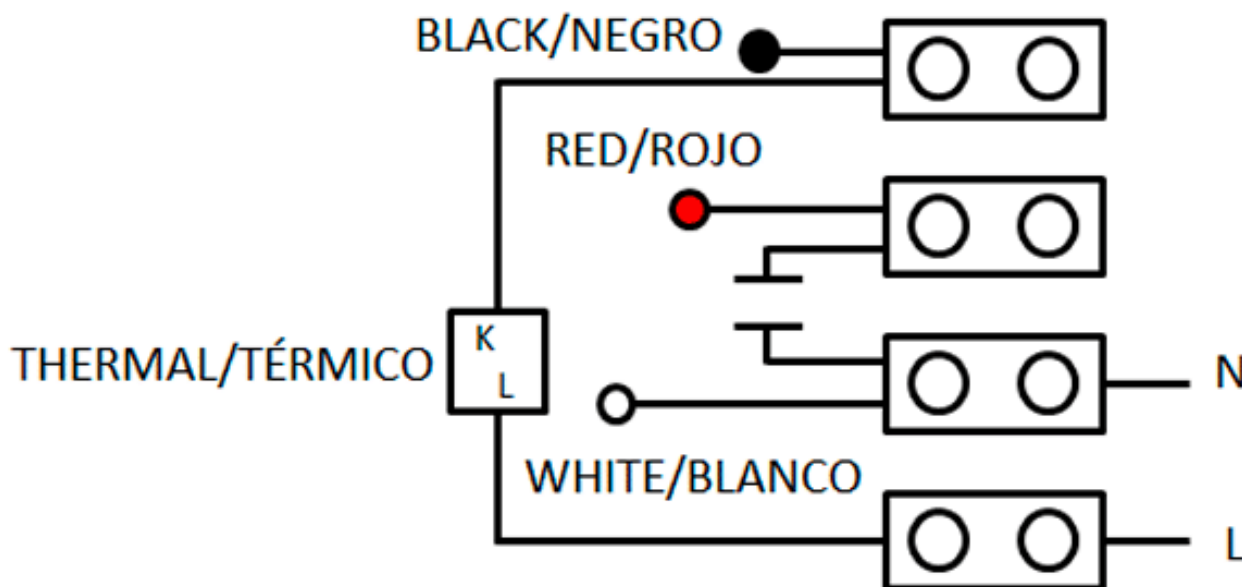 BLACK/NEGRO
RED/ROJO
K
THERMAL/TÉRMICO
L
N
WHITE/BLANCO
L